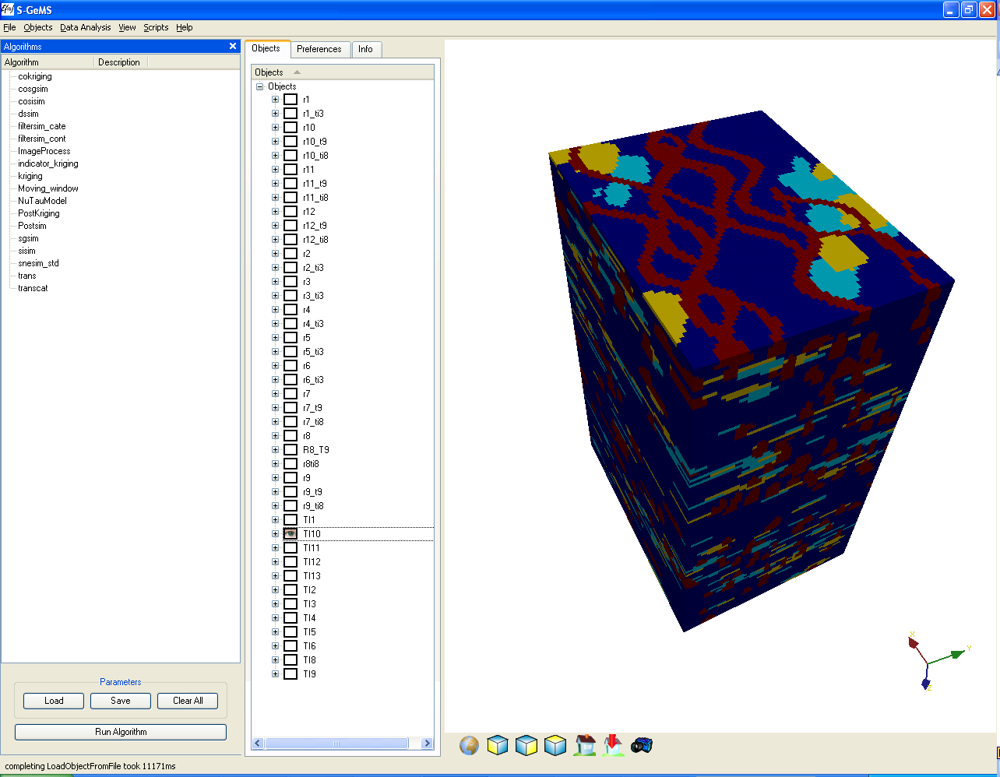 S-GeMS
File Objects Data Analysis View Scripts Help
Algorithms
Algorithm Description
cokriging
cosgsim
cosisim
dssim
filtersim_cate
filtersim_cont
ImageProcess
indicator_kriging
kriging
Moving_window
NuTauModel
PostKriging
Postsim
sgsim
sisim
snesim_std
trans
transcat
Parameters
Load Save Clear All
Run Algorithm
Objects Preferences Info
Objects
Objects
r1
r1_ti3
r10
r10_t9
r10_ti8
r11
r11_t9
r11_ti8
r12
r12_t9
r12_ti8
r2
r2_ti3
r3
r3_ti3
r4
r4_ti3
r5
r5_ti3
r6
r6_ti3
r7
r7_t9
r7_ti8
r8
R8_T9
r8ti8
r9
r9_t9
r9_ti8
TI1
TI10
TI11
TI12
TI13
TI2
TI3
TI4
TI5
TI6
TI8
TI9
X
Y
Z
completing LoadObjectFromFile took 11171ms